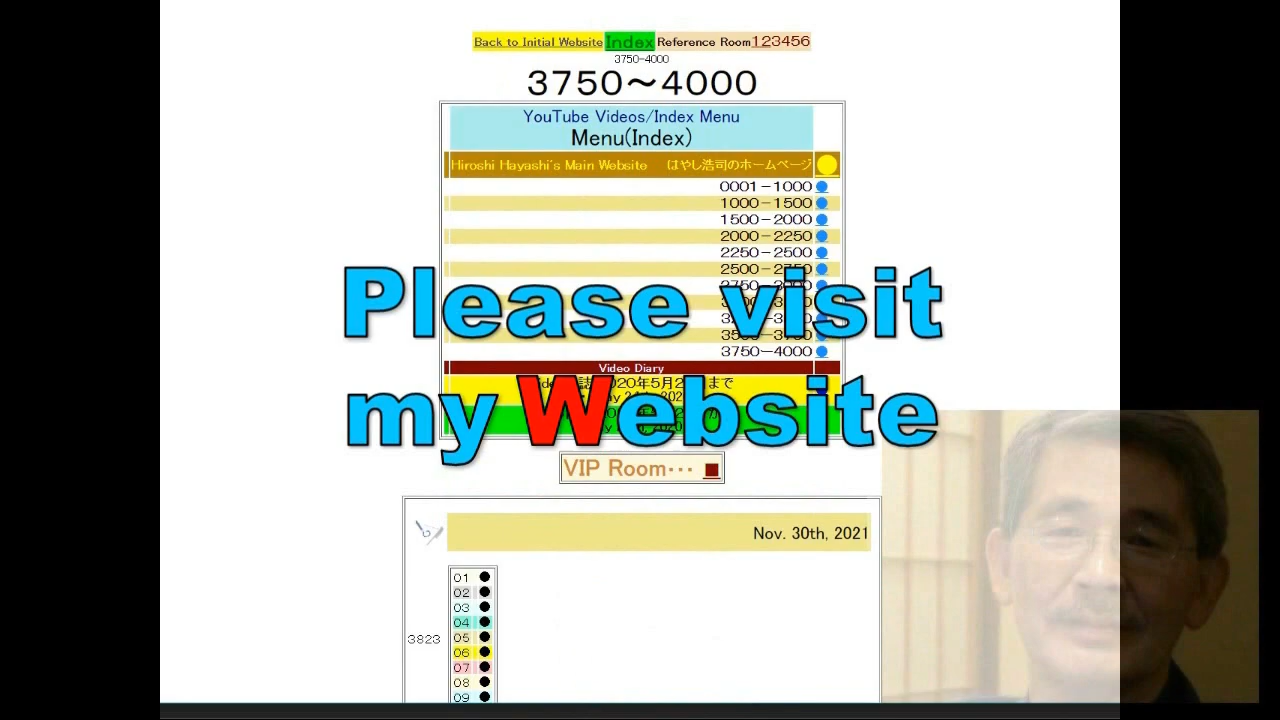 Back to Initial Website Index Reference Room123456
3750-4000
3750～4000
YouTube Videos/Index Menu
Menu(Index)
Hiroshi Hayashi's Main Website はやし浩司のホームページ
0001－1000
1000－1500
1500－2000
2000－2250
2250－2500
2500－2750
3750－4000
Please visit
my Website
Video Diary
VIP Room･･･
Nov. 30th, 2021
3823
01
02
03
04
05
06
07
08
09